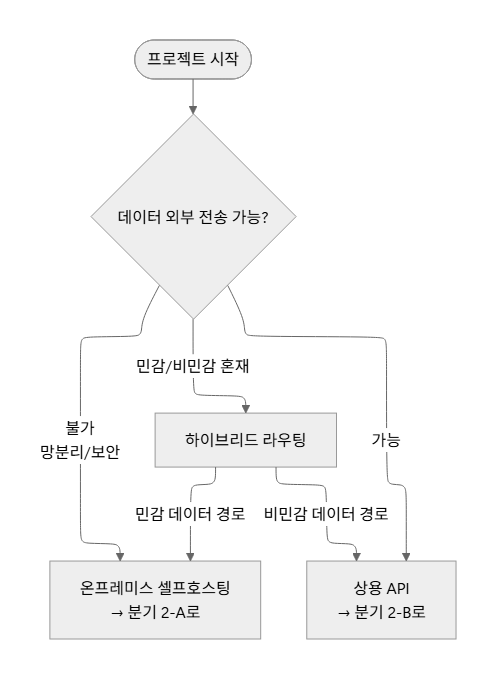 프로젝트 시작
데이터 외부 전송 가능?
민감/비민감 혼재
불가
망분리/보안
하이브리드 라우팅
가능
민감 데이터 경로
비민감 데이터 경로
온프레미스 셀프호스팅
→ 분기 2-A로
상용 API
→ 분기 2-B로